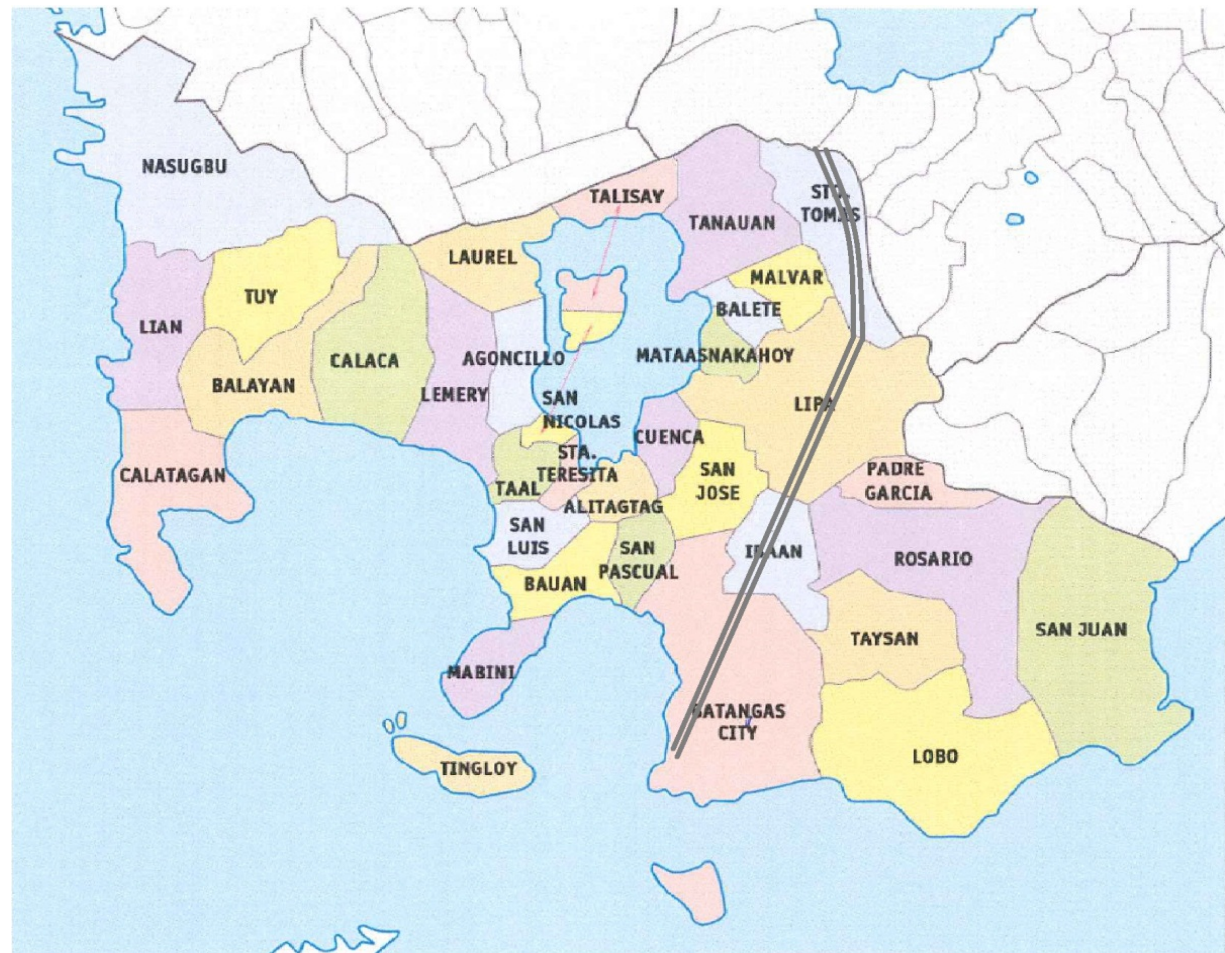 NASUGBU
TALISAY
STO.
TOMAS
TANAUAN
LAUREL
MALVAR
TUY
BALETE
LIAN
AGONCILLO
MATAASNAKAHOY
CALACA
BALAYAN
LEMERY
SAN
NICOLAS
LIPA
CUENCA
STA.
TERESITA
CALATAGAN
SAN
JOSE
PADRE
GARCIA
TAAL
ALITAGTAG
SAN
LUIS
SAN
PASCUAL
IBAAN
ROSARIO
BAUAN
SAN JUAN
TAYSAN
MABINI
BATANGAS
CITY
LOBO
TINGLOY